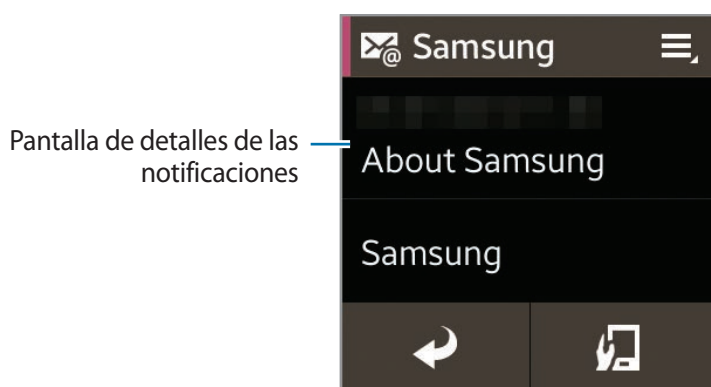 Samsung
Pantalla de detalles de las
notificaciones
About Samsung
Samsung